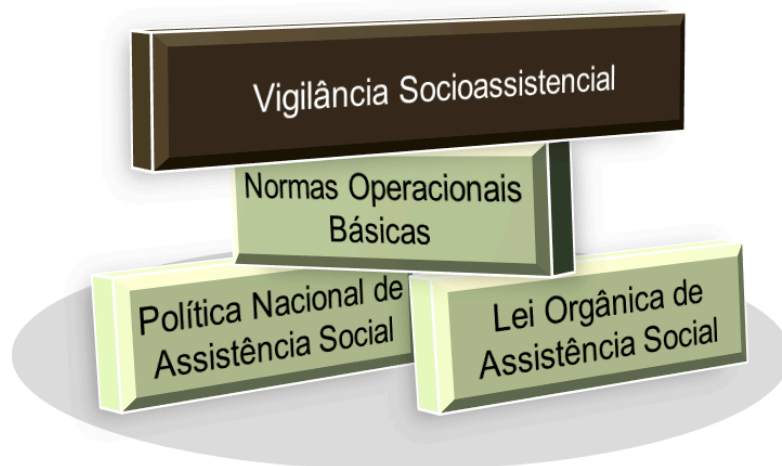 Vigilância Socioassistencial
Normas Operacionais
Básicas
Política Nacional de
Assistência Social
Lei Orgânica de
Assistência Social